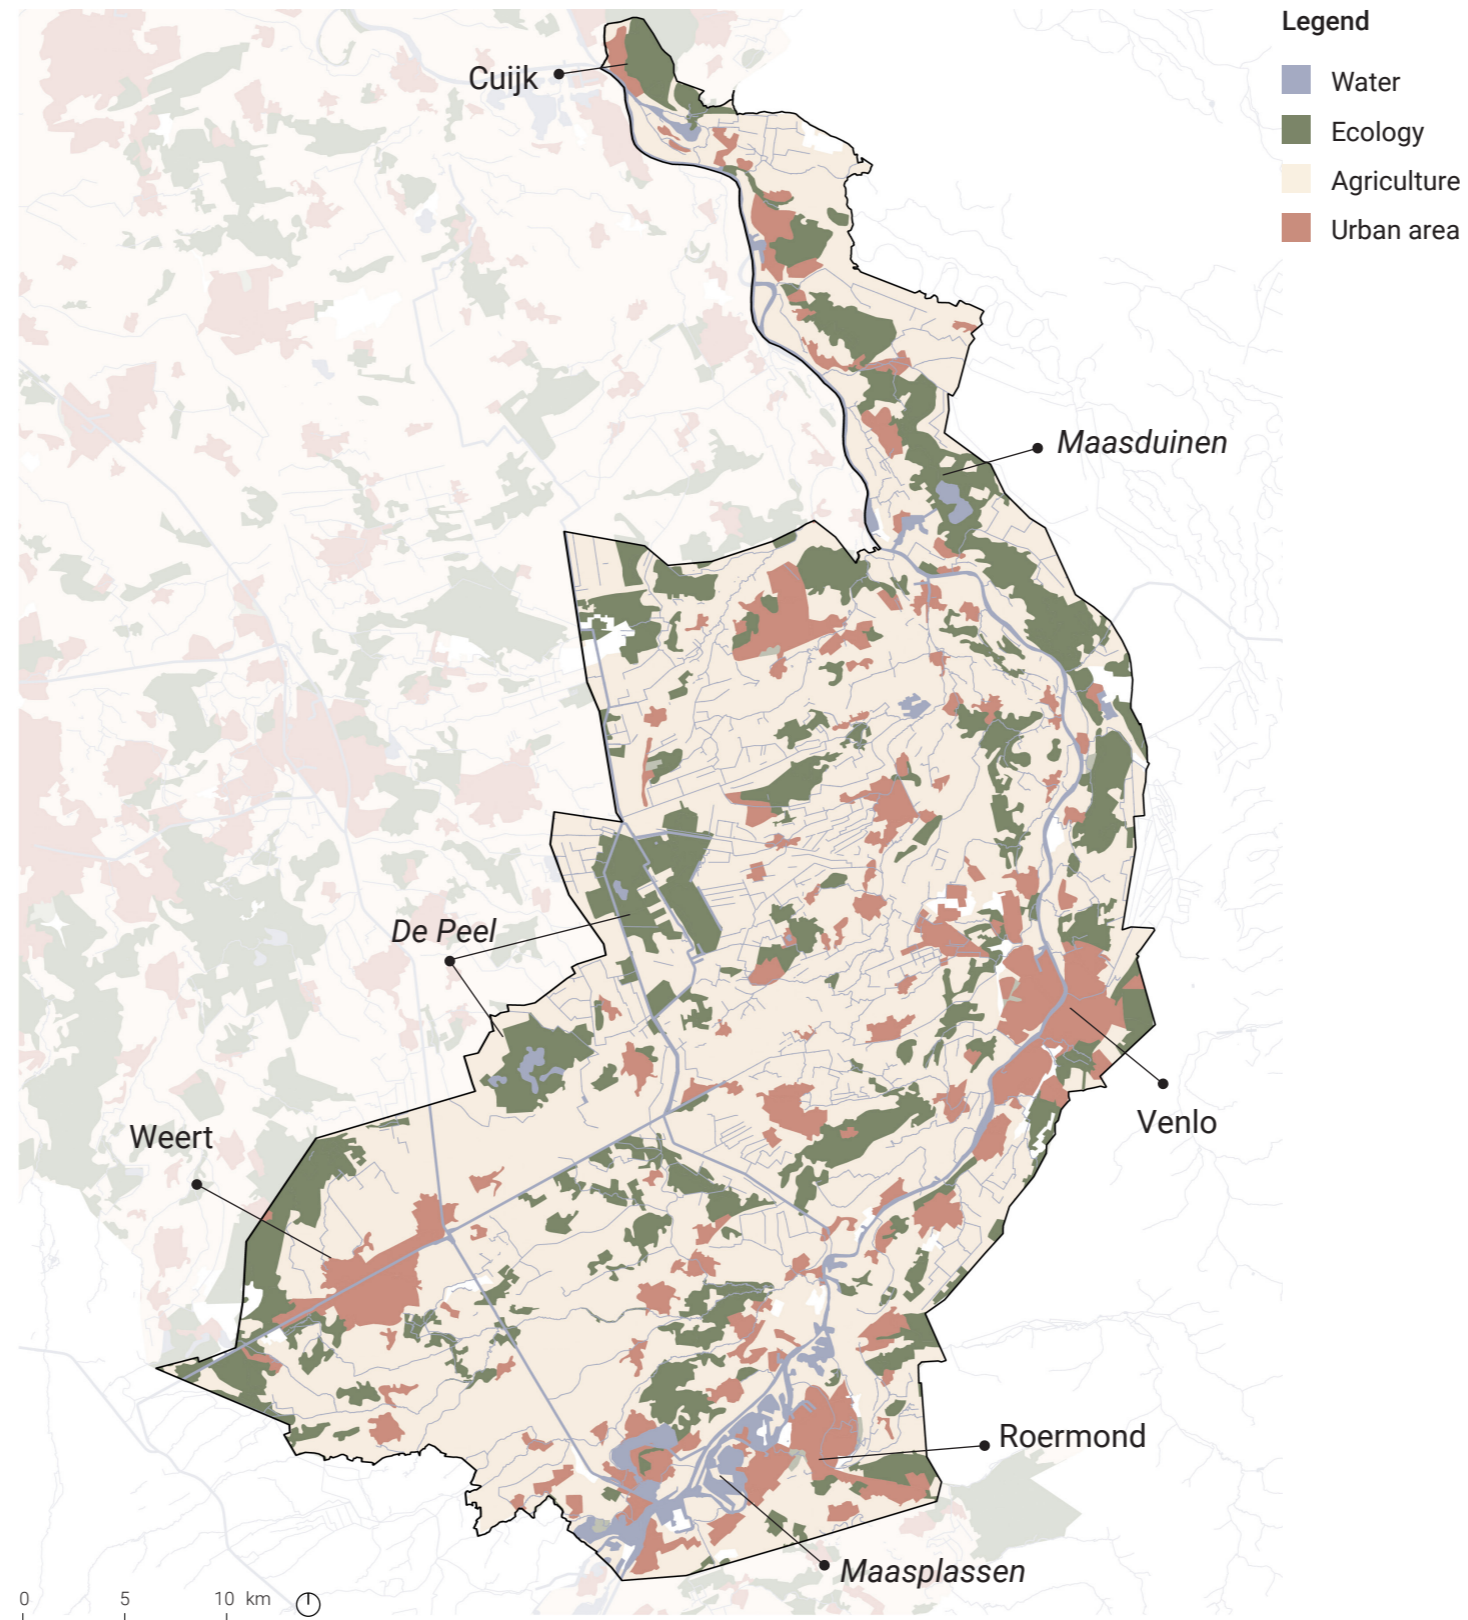 Legend
Water
Ecology
Agriculture
Urban area
Cuijk
Maasduinen
De Peel
Weert
Venlo
Roermond
Maasplassen
0 5 10 km